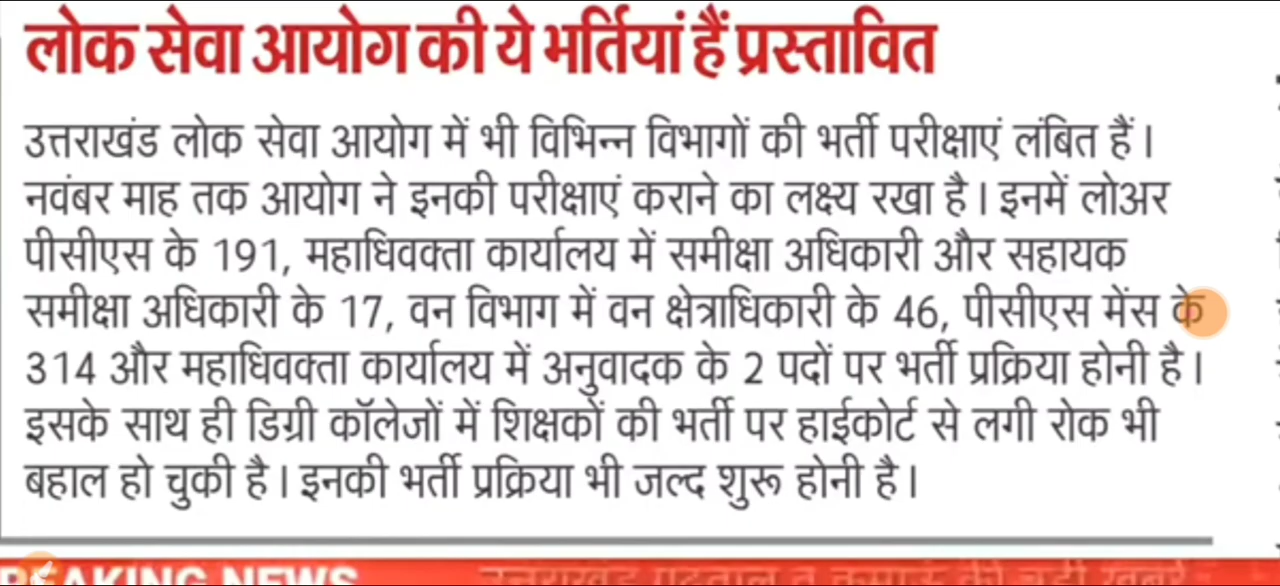 लोक सेवा आयोग की ये भर्तियां हैं प्रस्तावित
उत्तराखंड लोक सेवा आयोग में भी विभिन्न विभागों की भर्ती परीक्षाएं लंबित हैं।
नवंबर माह तक आयोग ने इनकी परीक्षाएं कराने का लक्ष्य रखा है। इनमें लोअर
पीसीएस के 191, महाधिवक्ता कार्यालय में समीक्षा अधिकारी और सहायक
समीक्षा अधिकारी के 17, वन विभाग में वन क्षेत्राधिकारी के 46, पीसीएस मेंस के
314 और महाधिवक्ता कार्यालय में अनुवादक के 2 पदों पर भर्ती प्रक्रिया होनी है।
इसके साथ ही डिग्री कॉलेजों में शिक्षकों की भर्ती पर हाईकोर्ट से लगी रोक भी
बहाल हो चुकी है। इनकी भर्ती प्रक्रिया भी जल्द शुरू होनी है।
BREAKING NEWS